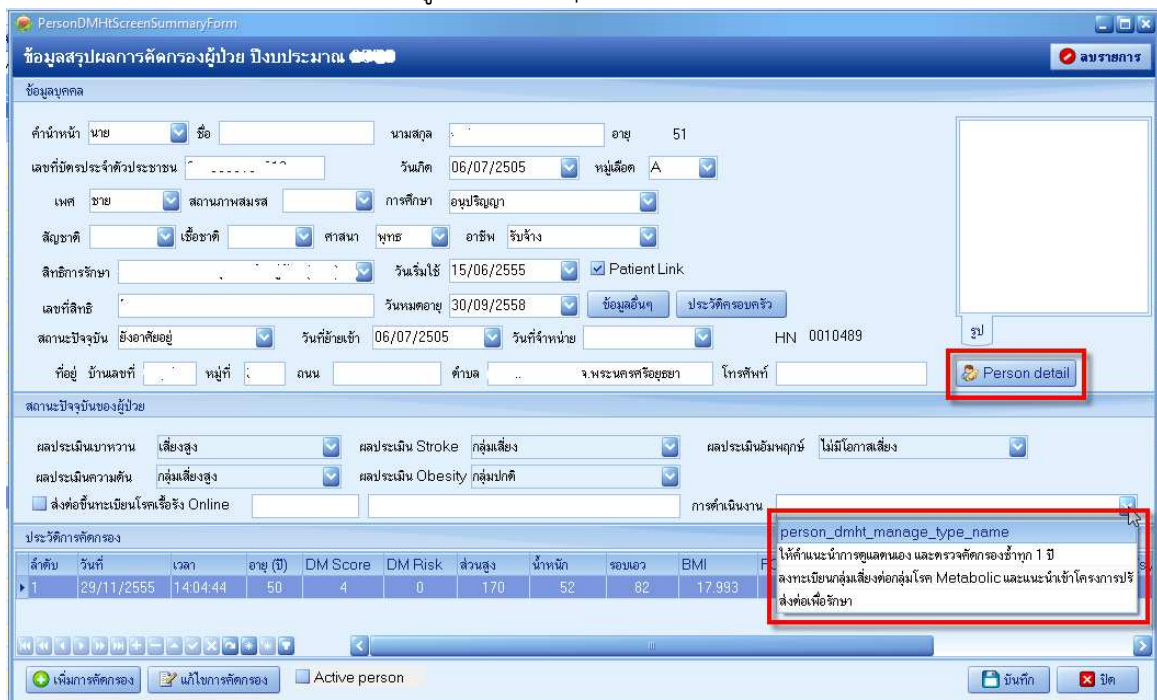 PersonDMHtScreenSummaryForm
ข้อมูลสรุปผลการคัดกรองผู้ป่วย ปีงบประมาณ
ลบรายการ
ข้อมูลบุคคล
คำนำหน้า นาย ชื่อ นามสกุล อายุ 51
เลขที่บัตรประจำตัวประชาชน วันเกิด 06/07/2505 หมู่เลือด A
เพศ ชาย สถานภาพสมรส การศึกษา อนุปริญญา
สัญชาติ เชื้อชาติ ศาสนา พุทธ อาชีพ รับจ้าง
สิทธิการรักษา วันเริ่มใช้ 15/06/2555 Patient Link
เลขที่สิทธิ วันหมดอายุ 30/09/2558 ข้อมูลอื่นๆ ประวัติครอบครัว
สถานะปัจจุบัน ยังอาศัยอยู่ วันที่ย้ายเข้า 06/07/2505 วันที่จำหน่าย HN 0010489 รูป
ที่อยู่ บ้านเลขที่ หมู่ที่ ถนน ตำบล จ.พระนครศรีอยุธยา โทรศัพท์ Person detail
สถานะปัจจุบันของผู้ป่วย
ผลประเมินเบาหวาน เสี่ยงสูง ผลประเมิน Stroke กลุ่มเสี่ยง ผลประเมินอัมพฤกษ์ ไม่มีโอกาสเสี่ยง
ผลประเมินความดัน กลุ่มเสี่ยงสูง ผลประเมิน Obesity กลุ่มปกติ
ส่งต่อขึ้นทะเบียนโรคเรื้อรัง Online การดำเนินงาน
person_dmht_manage_type_name
ให้คำแนะนำการดูแลตนเอง และตรวจคัดกรองซ้ำทุก 1 ปี
ลงทะเบียนกลุ่มเสี่ยงต่อกลุ่มโรค Metabolic และแนะนำเข้าโครงการปรั
ส่งต่อเพื่อรักษา
ประวัติการคัดกรอง
ลำดับ วันที่ เวลา อายุ (ปี) DM Score DM Risk ส่วนสูง น้ำหนัก รอบเอว BMI
1 29/11/2555 14:04:44 50 4 0 170 52 82 17.993
เพิ่มการคัดกรอง แก้ไขการคัดกรอง Active person บันทึก ปิด